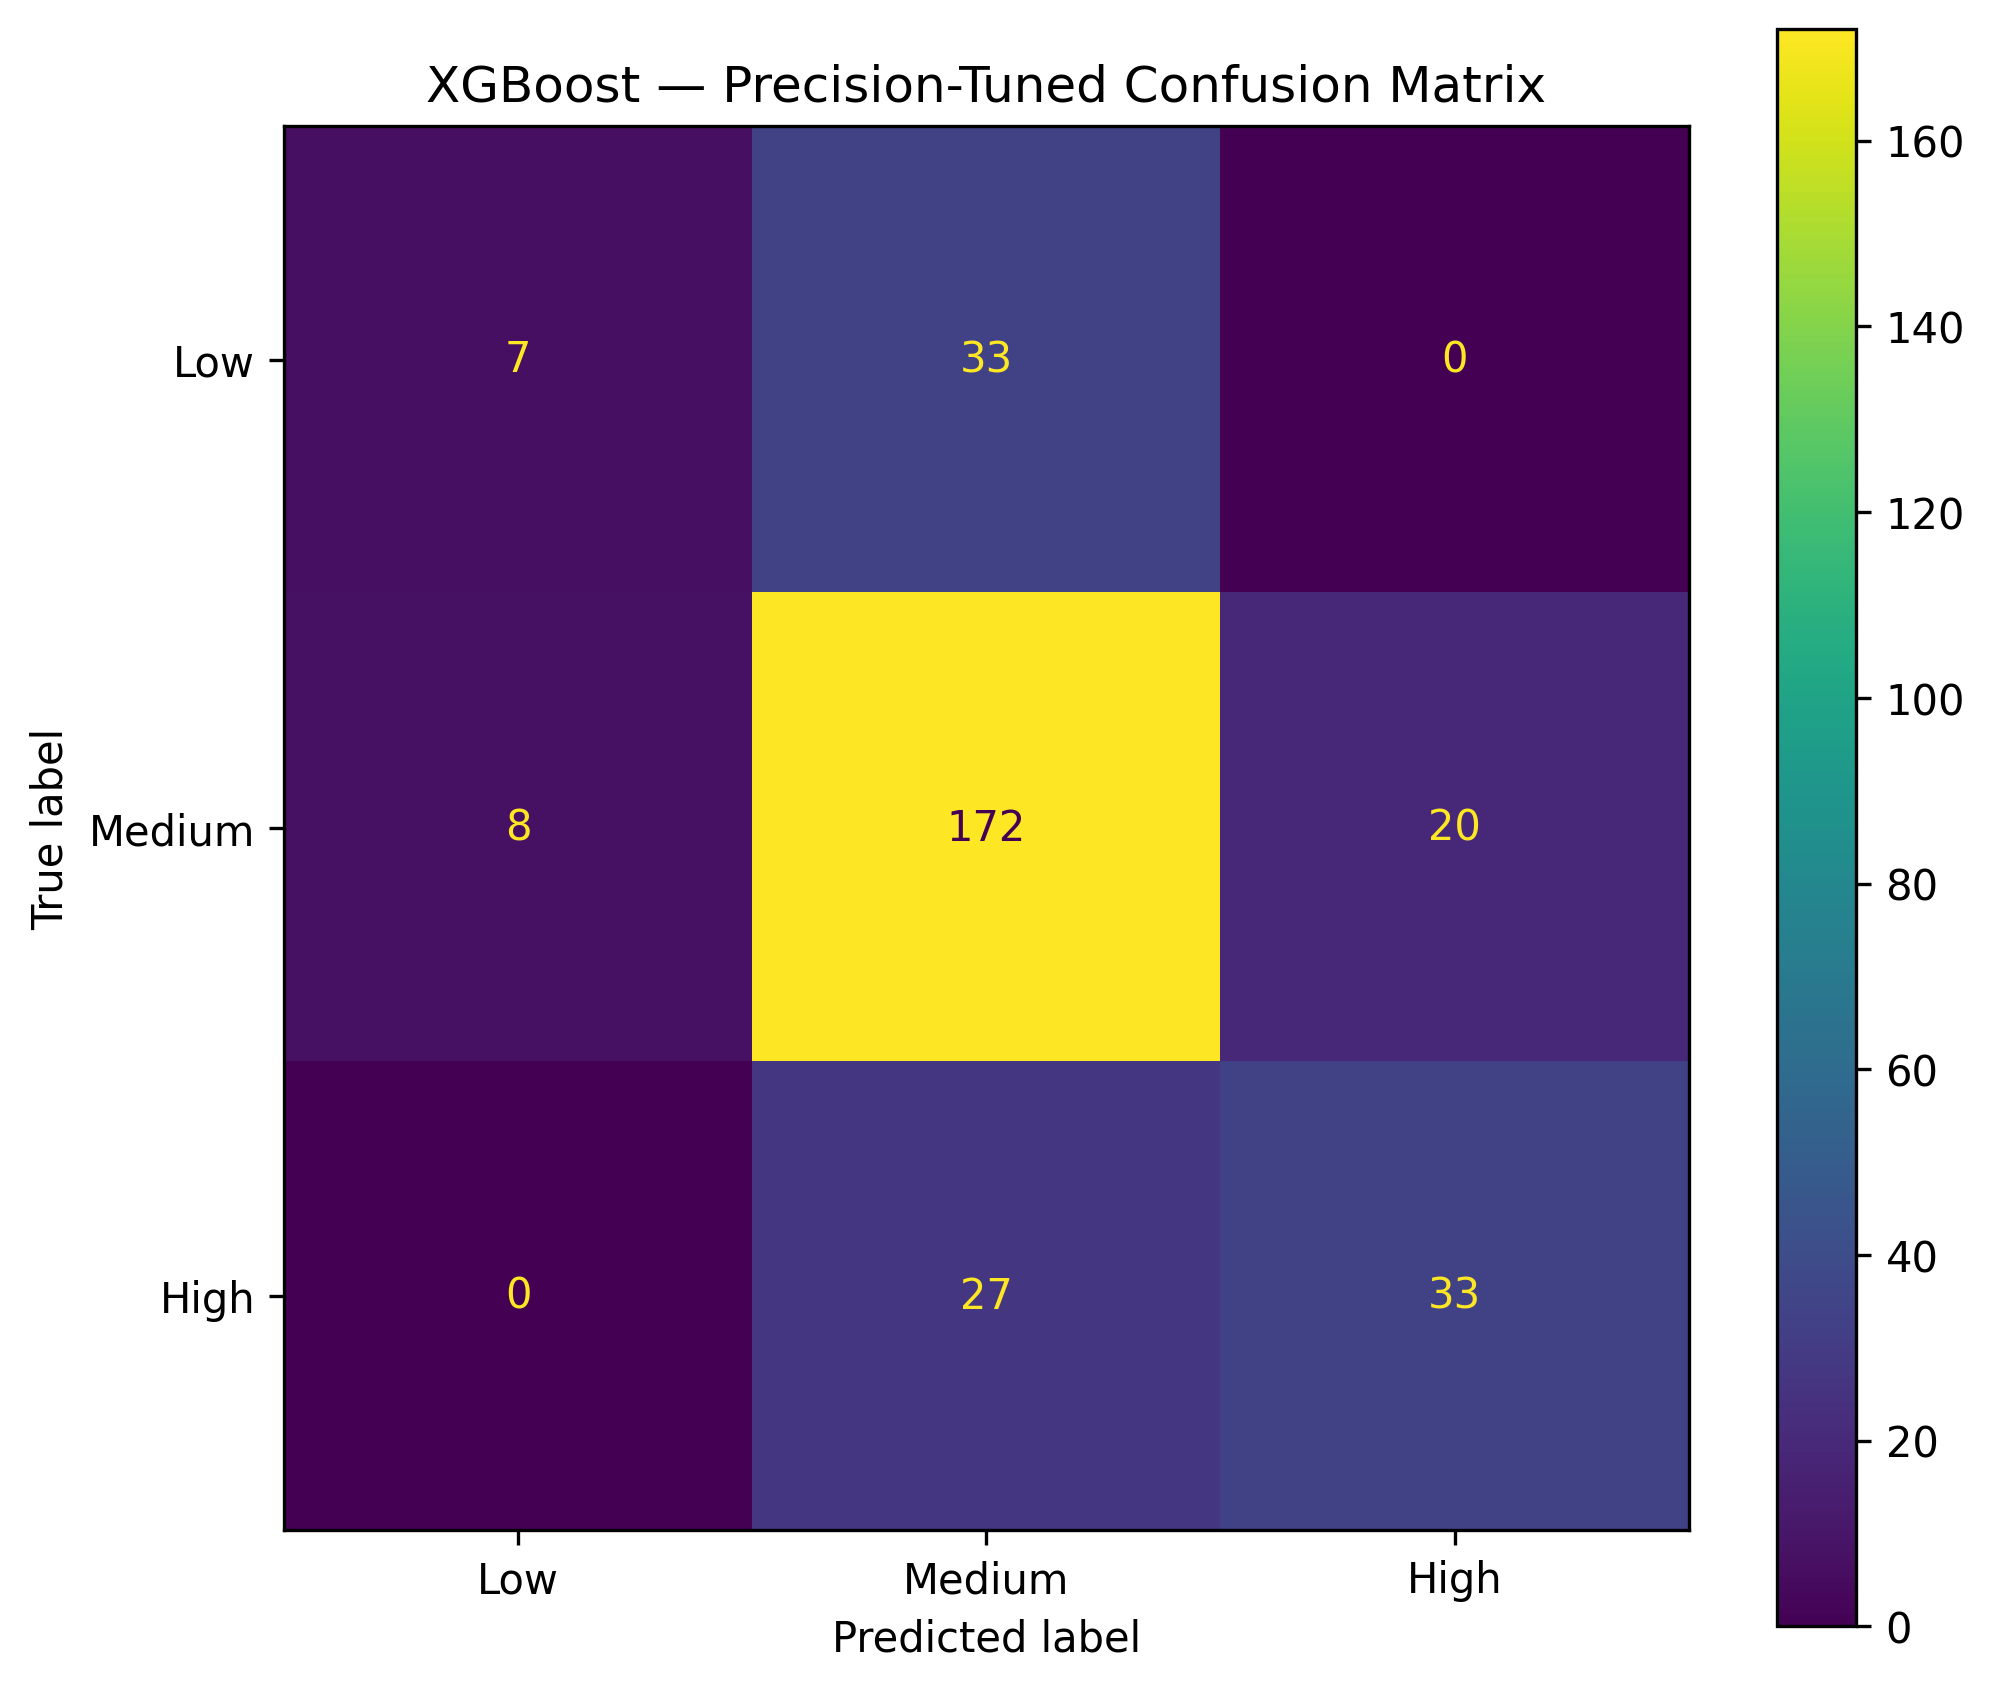 XGBoost — Precision-Tuned Confusion Matrix
True label
Low
Medium
High
7 33 0
8 172 20
0 27 33
Low Medium High
Predicted label
160
140
120
100
80
60
40
20
0